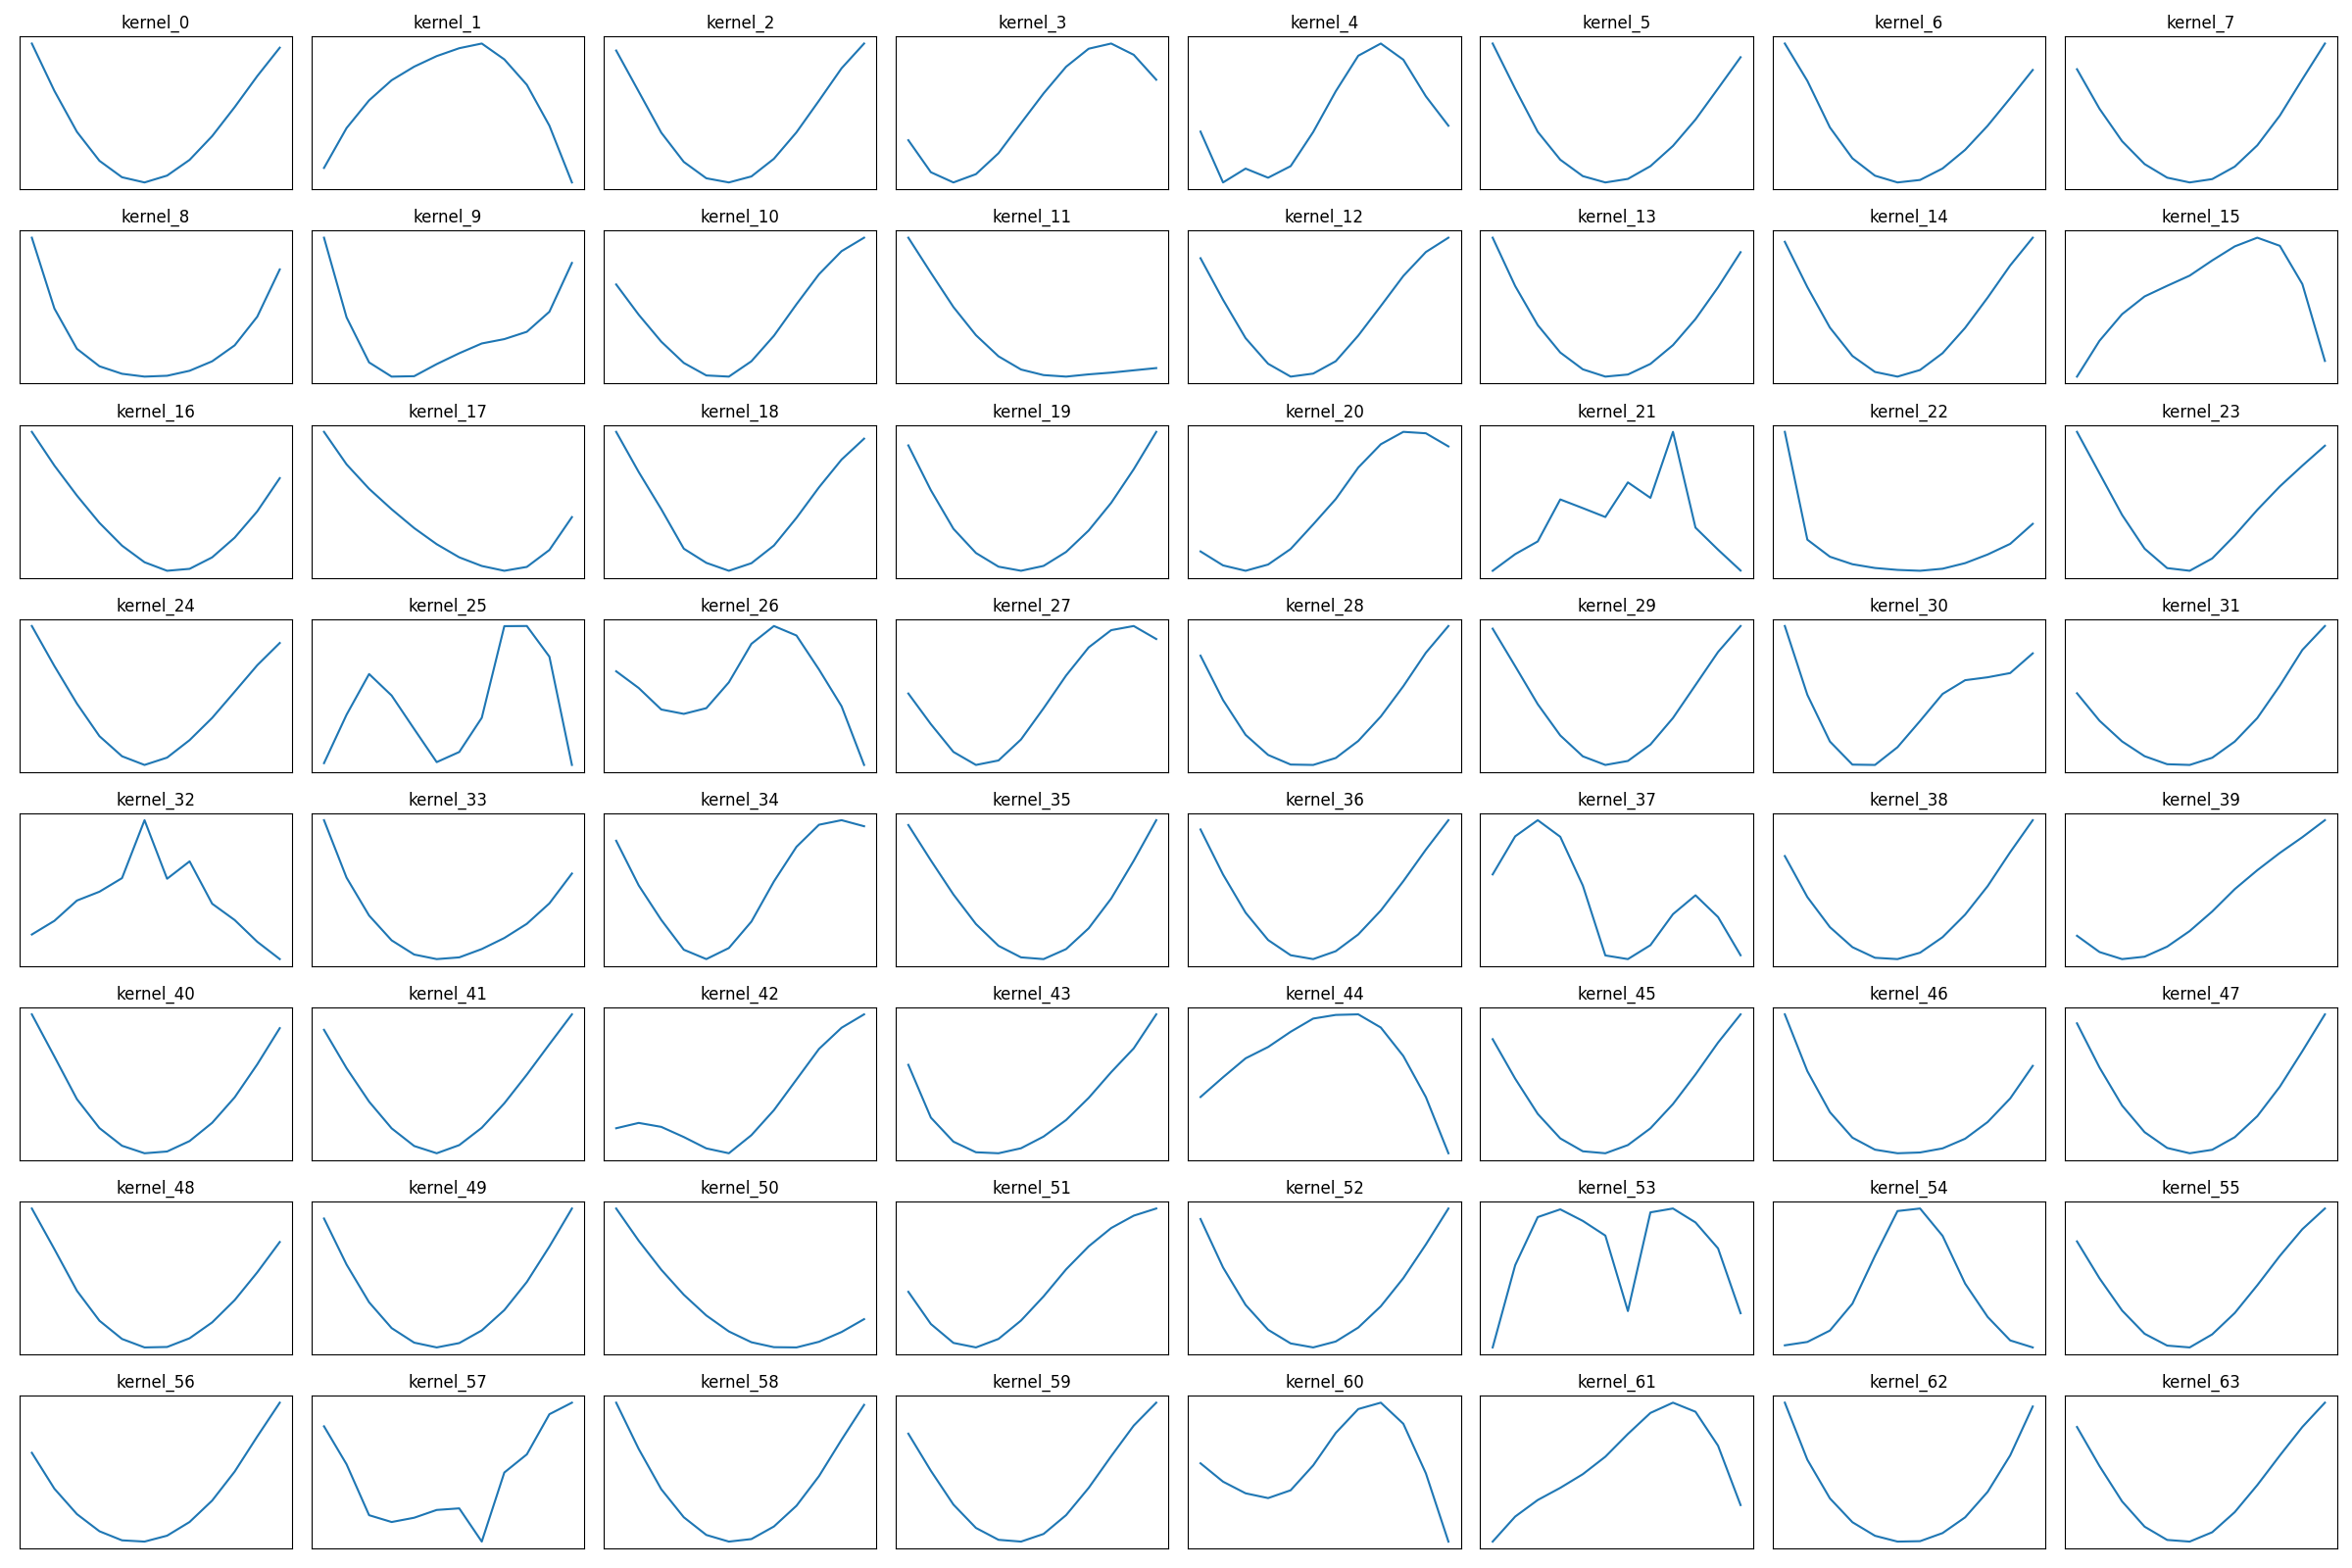 kernel_0 kernel_1 kernel_2 kernel_3 kernel_4 kernel_5 kernel_6 kernel_7
kernel_8 kernel_9 kernel_10 kernel_11 kernel_12 kernel_13 kernel_14 kernel_15
kernel_16 kernel_17 kernel_18 kernel_19 kernel_20 kernel_21 kernel_22 kernel_23
kernel_24 kernel_25 kernel_26 kernel_27 kernel_28 kernel_29 kernel_30 kernel_31
kernel_32 kernel_33 kernel_34 kernel_35 kernel_36 kernel_37 kernel_38 kernel_39
kernel_40 kernel_41 kernel_42 kernel_43 kernel_44 kernel_45 kernel_46 kernel_47
kernel_48 kernel_49 kernel_50 kernel_51 kernel_52 kernel_53 kernel_54 kernel_55
kernel_56 kernel_57 kernel_58 kernel_59 kernel_60 kernel_61 kernel_62 kernel_63